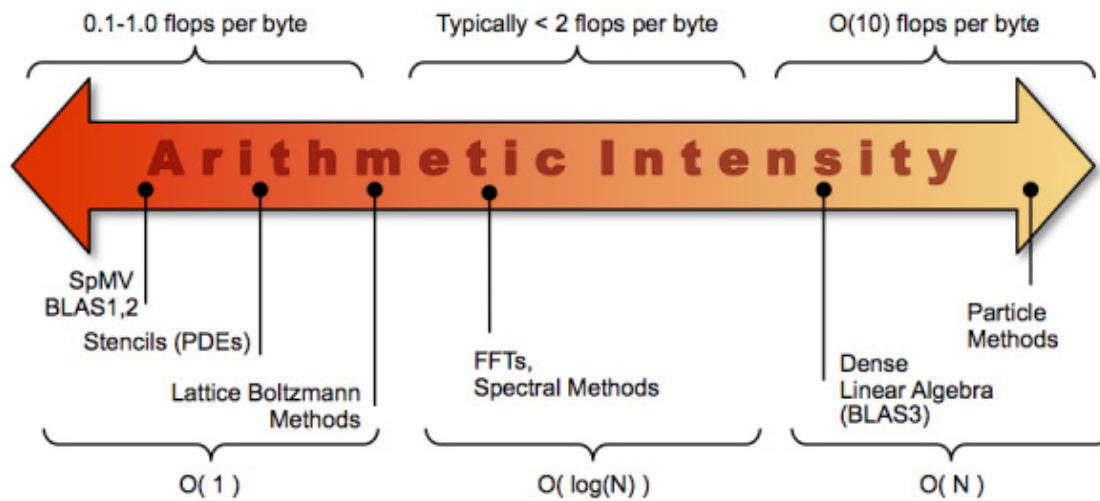 0.1-1.0 flops per byte
Typically < 2 flops per byte
O(10) flops per byte
Arithmetic Intensity
SpMV
BLAS1,2
Stencils (PDEs)
Lattice Boltzmann
Methods
FFTs,
Spectral Methods
Dense
Linear Algebra
(BLAS3)
Particle
Methods
O( 1 )
O( log(N) )
O( N )